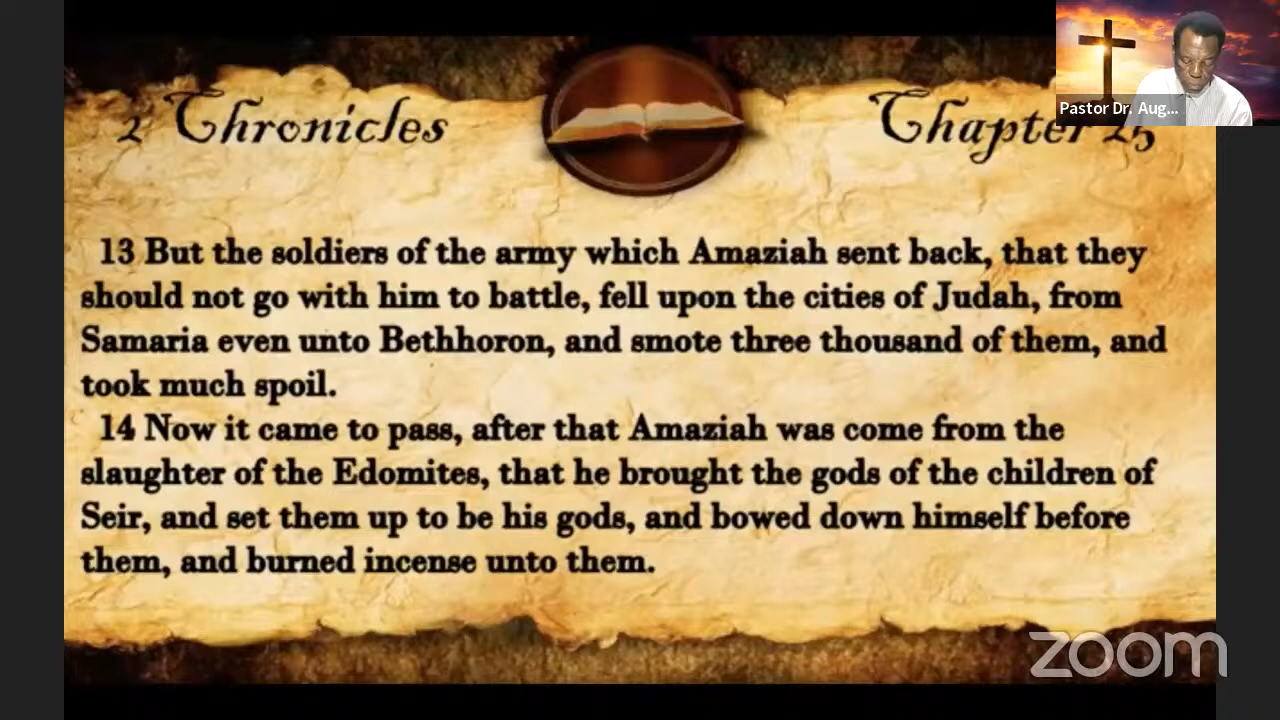 2 Chronicles
Chapter 25
Pastor Dr. Aug...
13 But the soldiers of the army which Amaziah sent back, that they
should not go with him to battle, fell upon the cities of Judah, from
Samaria even unto Bethhoron, and smote three thousand of them, and
took much spoil.
14 Now it came to pass, after that Amaziah was come from the
slaughter of the Edomites, that he brought the gods of the children of
Seir, and set them up to be his gods, and bowed down himself before
them, and burned incense unto them.
zoom